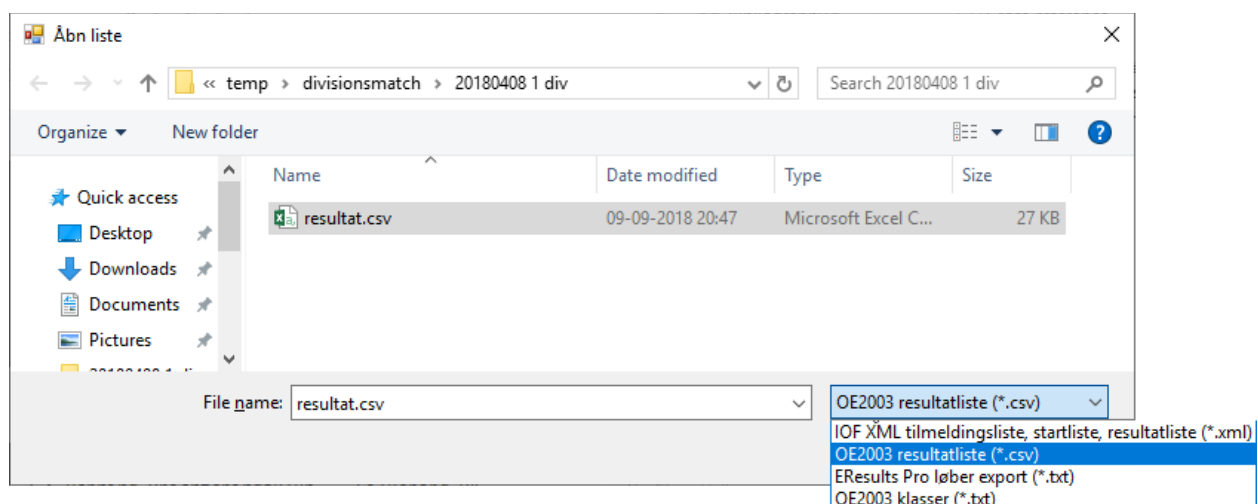 Åbn liste
« temp › divisionsmatch › 20180408 1 div
Search 20180408 1 div
Organize
New folder
Name Date modified Type Size
Quick access
resultat.csv 09-09-2018 20:47 Microsoft Excel C... 27 KB
Desktop
Downloads
Documents
Pictures
File name: resultat.csv OE2003 resultatliste (*.csv)
IOF XML tilmeldingsliste, startliste, resultatliste (*.xml)
OE2003 resultatliste (*.csv)
EResults Pro løber export (*.txt)
OE2003 klasser (*.txt)